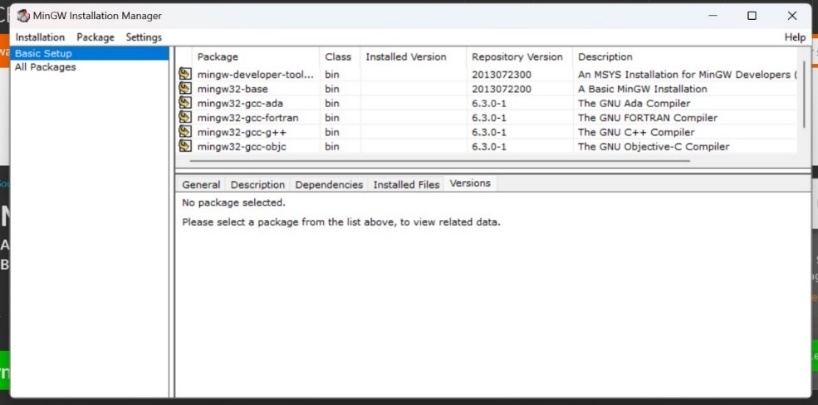 MinGW Installation Manager
Installation Package Settings Help
Basic Setup
All Packages
Package Class Installed Version Repository Version Description
mingw-developer-tool... bin 2013072300 An MSYS Installation for MinGW Developers (
mingw32-base bin 2013072200 A Basic MinGW Installation
mingw32-gcc-ada bin 6.3.0-1 The GNU Ada Compiler
mingw32-gcc-fortran bin 6.3.0-1 The GNU FORTRAN Compiler
mingw32-gcc-g++ bin 6.3.0-1 The GNU C++ Compiler
mingw32-gcc-objc bin 6.3.0-1 The GNU Objective-C Compiler
General Description Dependencies Installed Files Versions
No package selected.
Please select a package from the list above, to view related data.